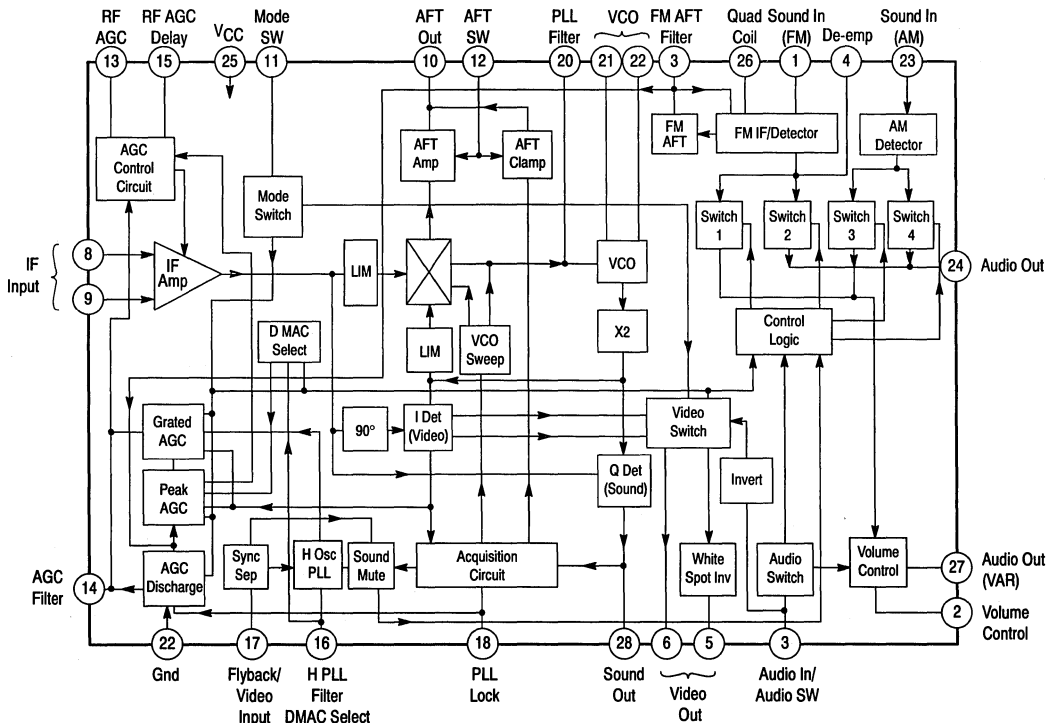 RF
AGC
RF AGC
Delay
VCC
Mode
SW
AFT
Out
AFT
SW
PLL
Filter
VCO
FM AFT
Filter
Quad
Coil
Sound In
(FM)
De-emp
Sound In
(AM)
13
15
25
11
10
12
20
21
22
3
26
1
4
23
AGC
Control
Circuit
Mode
Switch
AFT
Amp
AFT
Clamp
FM
AFT
FM IF/Detector
AM
Detector
Switch
1
Switch
2
Switch
3
Switch
4
IF
Input
8
9
IF
Amp
LIM
VCO
24
Audio Out
D MAC
Select
LIM
VCO
Sweep
X2
Control
Logic
Grated
AGC
90°
I Det
(Video)
Video
Switch
Peak
AGC
Q Det
(Sound)
Invert
AGC
Filter
14
AGC
Discharge
Sync
Sep
H Osc
PLL
Sound
Mute
Acquisition
Circuit
White
Spot Inv
Audio
Switch
Volume
Control
27
Audio Out
(VAR)
2
Volume
Control
22
17
16
18
28
6
5
3
Gnd
Flyback/
Video
Input
H PLL
Filter
DMAC Select
PLL
Lock
Sound
Out
Video
Out
Audio In/
Audio SW